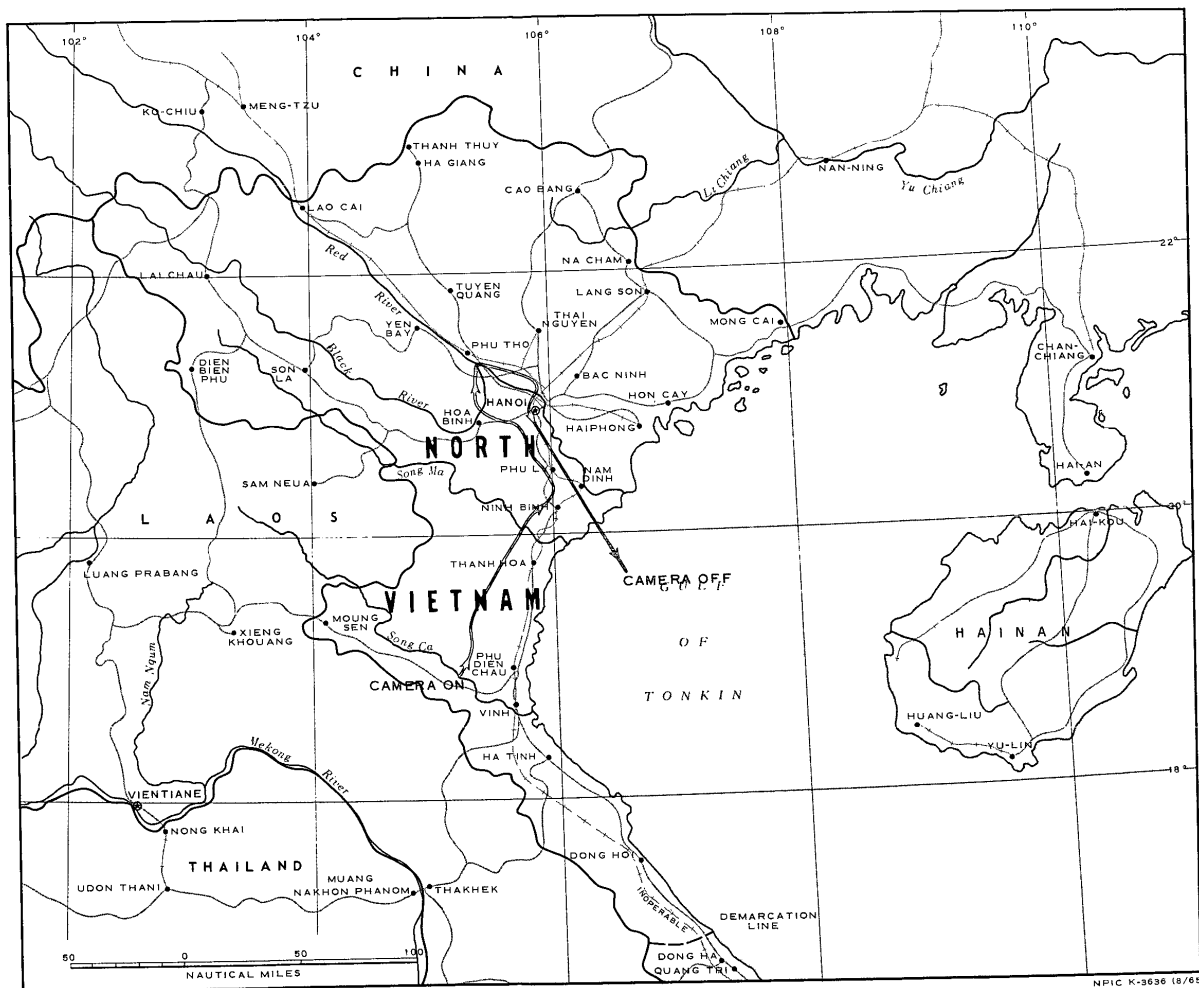 102°
104°
106°
108°
110°
CHINA
KO-CHIU
MENG-TZU
THANH THUY
HA GIANG
CAO BANG
Li Chiang
NAN-NING
Yu Chiang
LAO CAI
Red
River
NA CHAM
22°
LAI CHAU
TUYEN
QUANG
LANG SON
YEN
BAY
THAI
NGUYEN
MONG CAI
PHU THO
CHAN-
CHIANG
DIEN
BIEN
PHU
SON
LA
Black
River
BAC NINH
HANOI
HON CAY
HOA
BINH
HAIPHONG
NORTH
Song Ma
PHU L
NAM
DINH
HAI-AN
SAM NEUA
NINH BINH
20°
LAOS
HAI-KOU
LUANG PRABANG
THANH HOA
CAMERA OFF
GULF
VIETNAM
MOUNG
SEN
Song Ca
XIENG
KHOUANG
OF
HAINAN
PHU
DIEN
CHAU
Nam Ngum
CAMERA ON
TONKIN
VINH
HUANG-LIU
YU-LIN
Mekong
River
HA TINH
18°
VIENTIANE
NONG KHAI
DONG HOI
THAILAND
UDON THANI
MUANG
NAKHON PHANOM
THAKHEK
INOPERABLE
DEMARCATION
LINE
DONG HA
QUANG TRI
50
0
50
100
NAUTICAL MILES
NPIC K-3636 (8/65